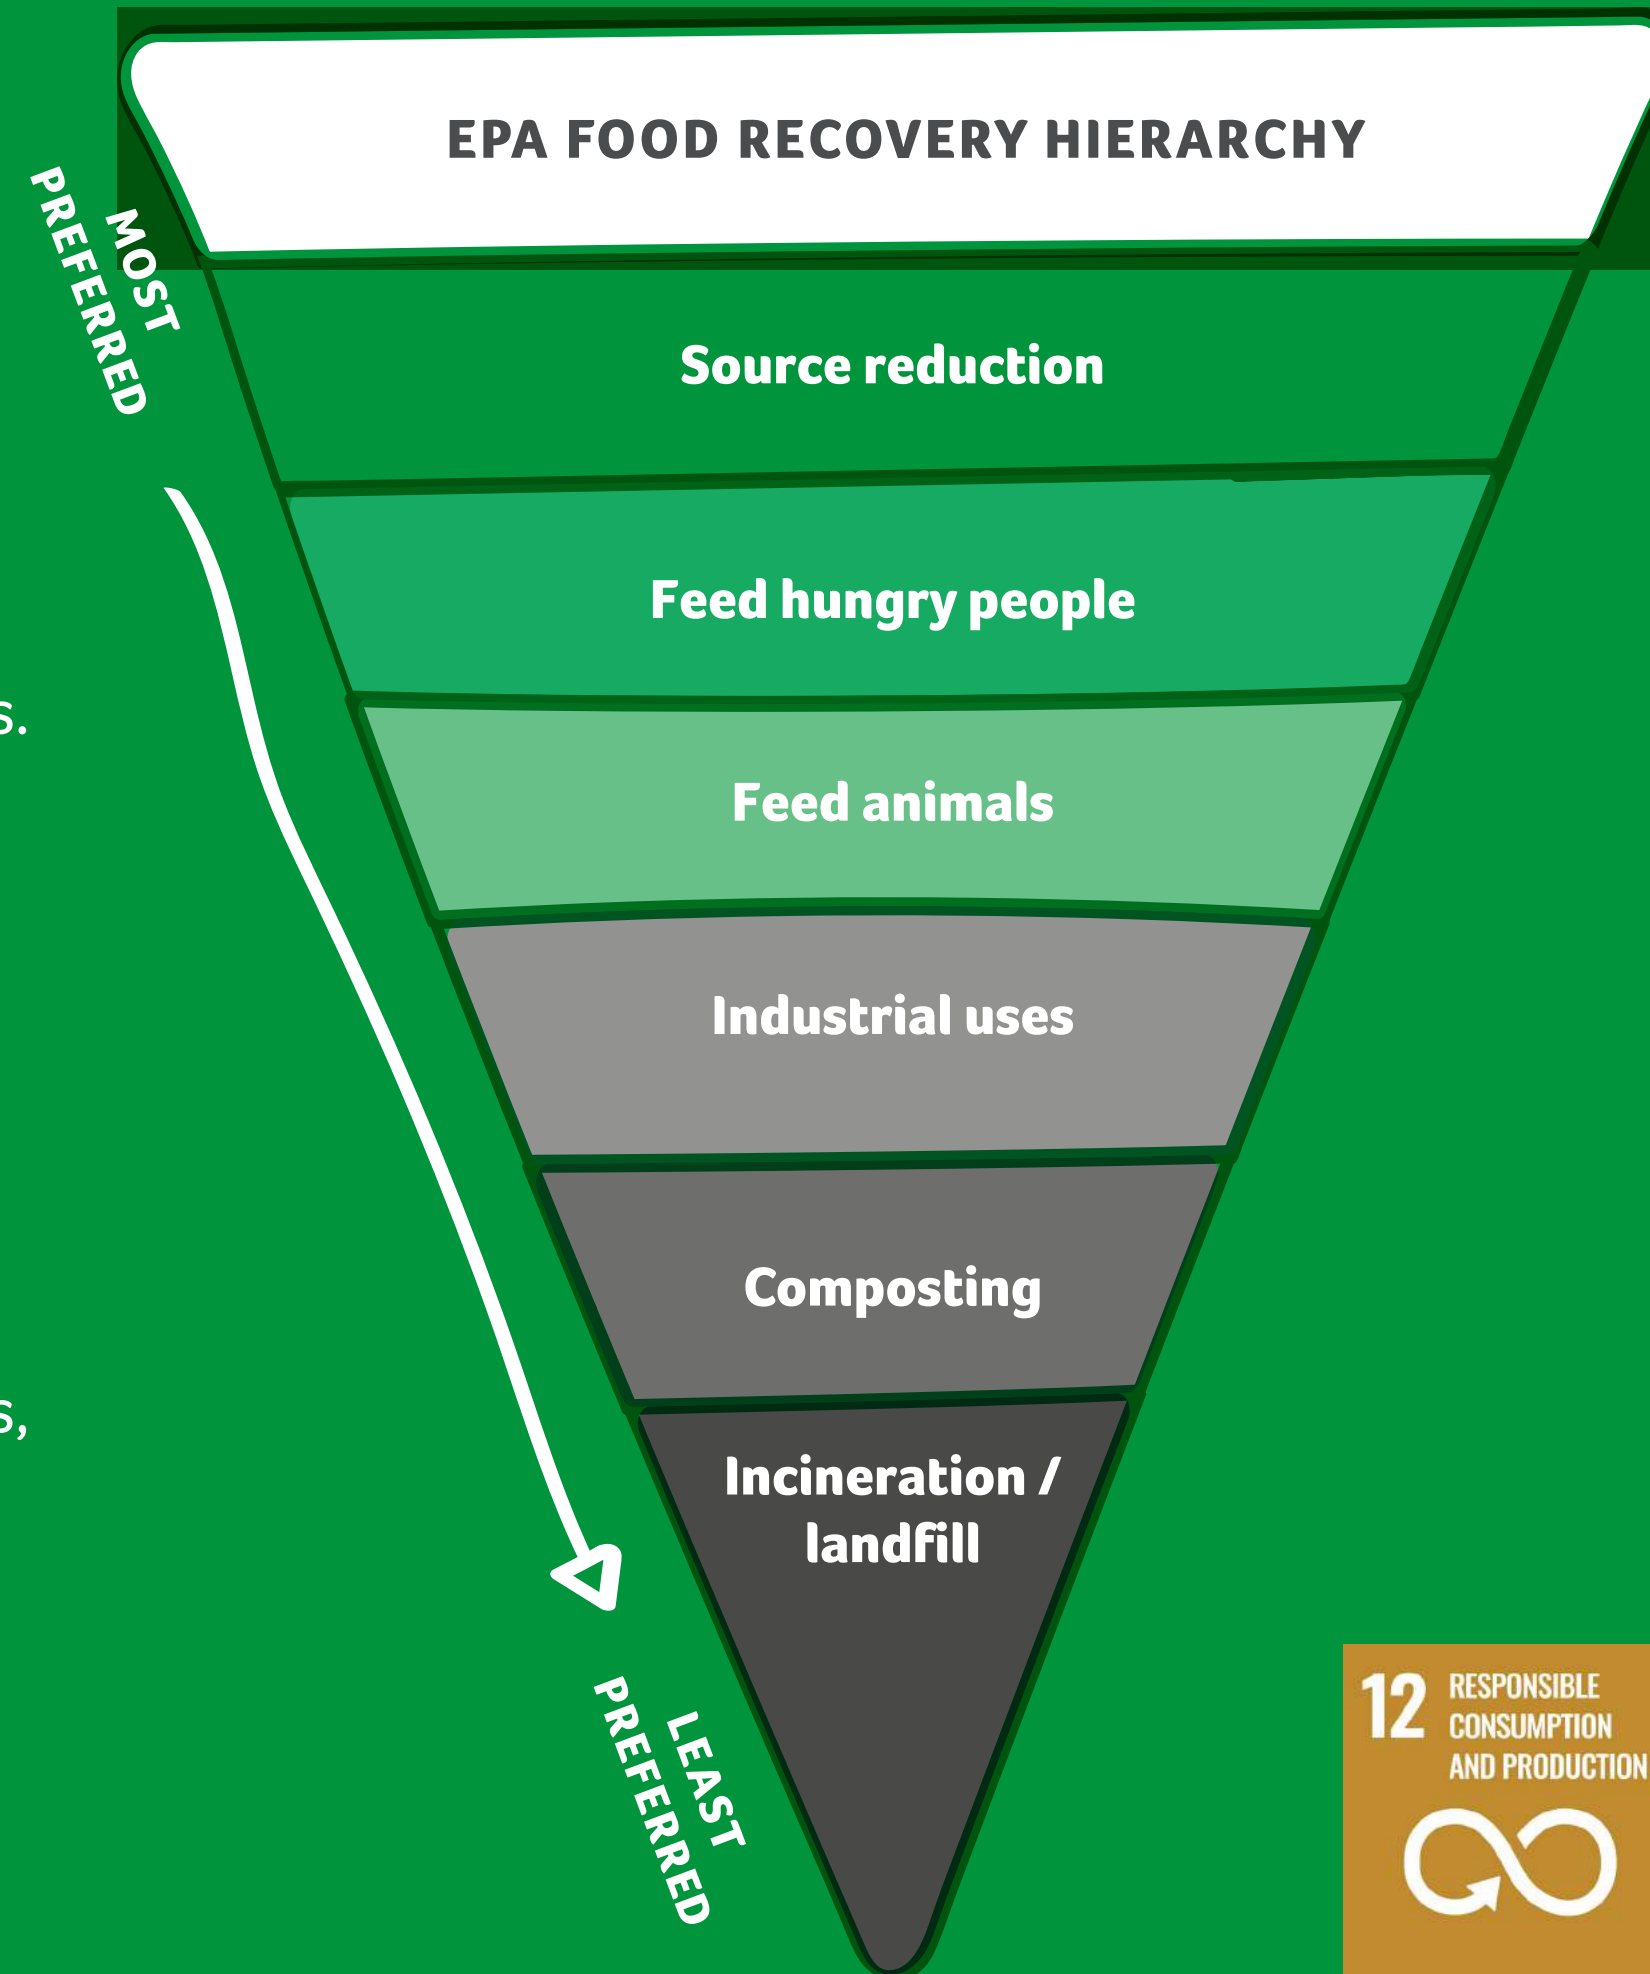 EPA FOOD RECOVERY HIERARCHY
MOST
PREFERRED
Source reduction
Feed hungry people
s.
Feed animals
Industrial uses
Composting
s,
Incineration /
landfill
LEAST
PREFERRED
12 RESPONSIBLE
CONSUMPTION
AND PRODUCTION